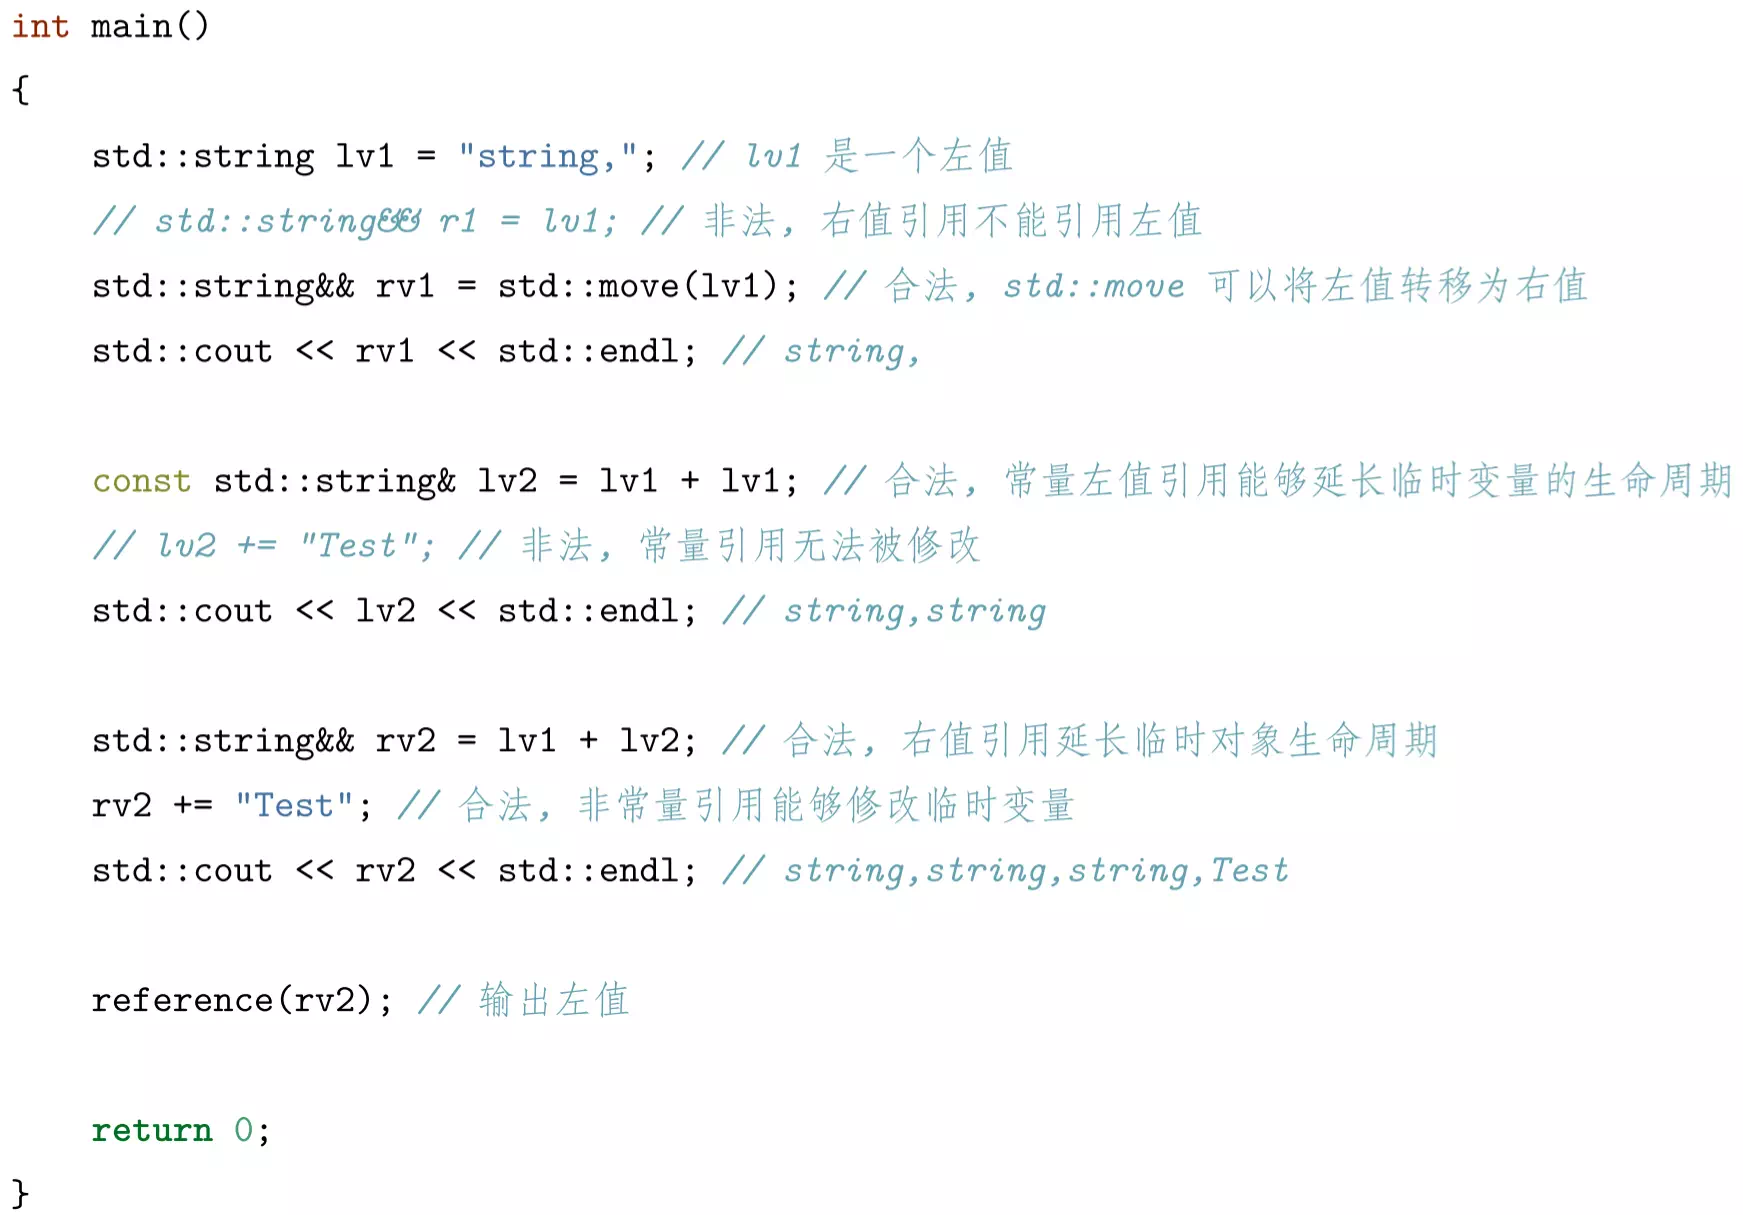 int main()
{
    std::string lv1 = "string,"; // lv1 是一个左值
    // std::string&& r1 = lv1; // 非法，右值引用不能引用左值
    std::string&& rv1 = std::move(lv1); // 合法，std::move 可以将左值转移为右值
    std::cout << rv1 << std::endl; // string,
    const std::string& lv2 = lv1 + lv1; // 合法，常量左值引用能够延长临时变量的生命周期
    // lv2 += "Test"; // 非法，常量引用无法被修改
    std::cout << lv2 << std::endl; // string,string
    std::string&& rv2 = lv1 + lv2; // 合法，右值引用延长临时对象生命周期
    rv2 += "Test"; // 合法，非常量引用能够修改临时变量
    std::cout << rv2 << std::endl; // string,string,string,Test
    reference(rv2); // 输出左值
    return 0;
}